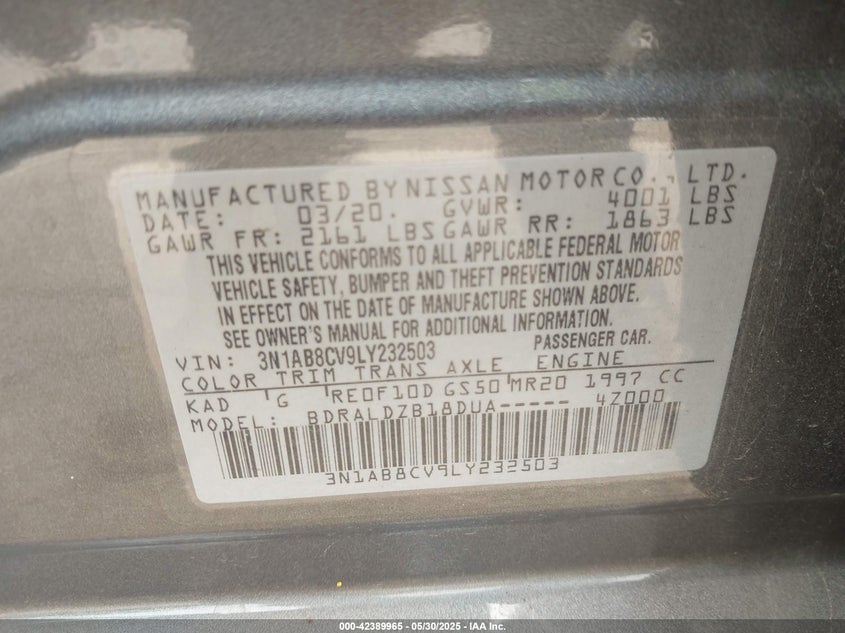 MANUFACTURED BY NISSAN MOTOR CO., LTD.
DATE: 03/20. GVWR: 4001 LBS
GAWR FR: 2161 LBS GAWR RR: 1863 LBS
THIS VEHICLE CONFORMS TO ALL APPLICABLE FEDERAL MOTOR
VEHICLE SAFETY, BUMPER AND THEFT PREVENTION STANDARDS
IN EFFECT ON THE DATE OF MANUFACTURE SHOWN ABOVE.
SEE OWNER'S MANUAL FOR ADDITIONAL INFORMATION.
VIN: 3N1AB8CV9LY232503 PASSENGER CAR.
COLOR TRIM TRANS AXLE ENGINE
KAD G RE0F10D GS50 MR20 1997 CC
MODEL: BDRALDZB18DUA----- 4Z000
3N1AB8CV9LY232503
000-42389965 - 05/30/2025 - IAA Inc.